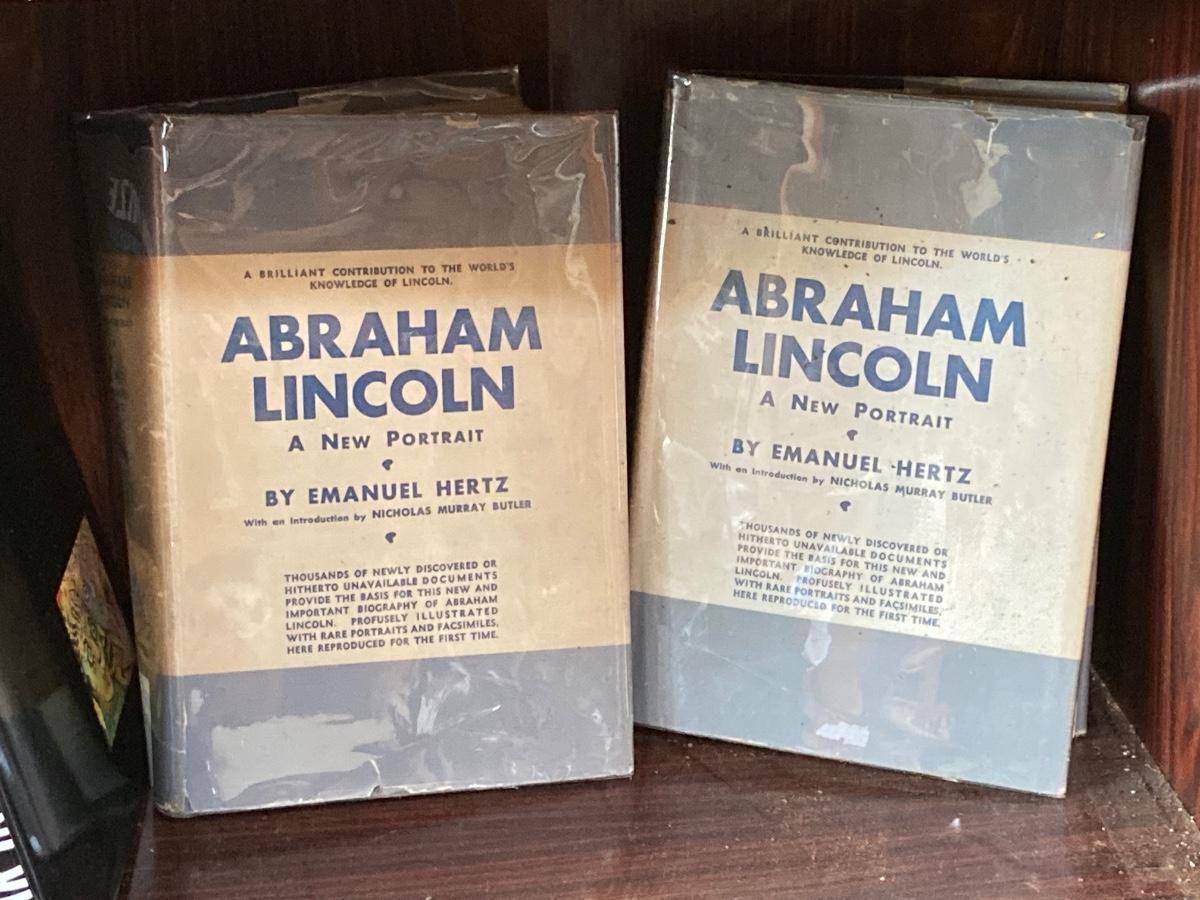 A BRILLIANT CONTRIBUTION TO THE WORLD'S
KNOWLEDGE OF LINCOLN.
ABRAHAM
LINCOLN
A NEW PORTRAIT
BY EMANUEL HERTZ
With an Introduction by NICHOLAS MURRAY BUTLER
THOUSANDS OF NEWLY DISCOVERED OR
HITHERTO UNAVAILABLE DOCUMENTS
PROVIDE THE BASIS FOR THIS NEW AND
IMPORTANT BIOGRAPHY OF ABRAHAM
LINCOLN. PROFUSELY ILLUSTRATED
WITH RARE PORTRAITS AND FACSIMILES,
HERE REPRODUCED FOR THE FIRST TIME.
A BRILLIANT CONTRIBUTION TO THE WORLD'S
KNOWLEDGE OF LINCOLN.
ABRAHAM
LINCOLN
A NEW PORTRAIT
BY EMANUEL HERTZ
With an Introduction by NICHOLAS MURRAY BUTLER
THOUSANDS OF NEWLY DISCOVERED OR
HITHERTO UNAVAILABLE DOCUMENTS
PROVIDE THE BASIS FOR THIS NEW AND
IMPORTANT BIOGRAPHY OF ABRAHAM
LINCOLN. PROFUSELY ILLUSTRATED
WITH RARE PORTRAITS AND FACSIMILES,
HERE REPRODUCED FOR THE FIRST TIME.